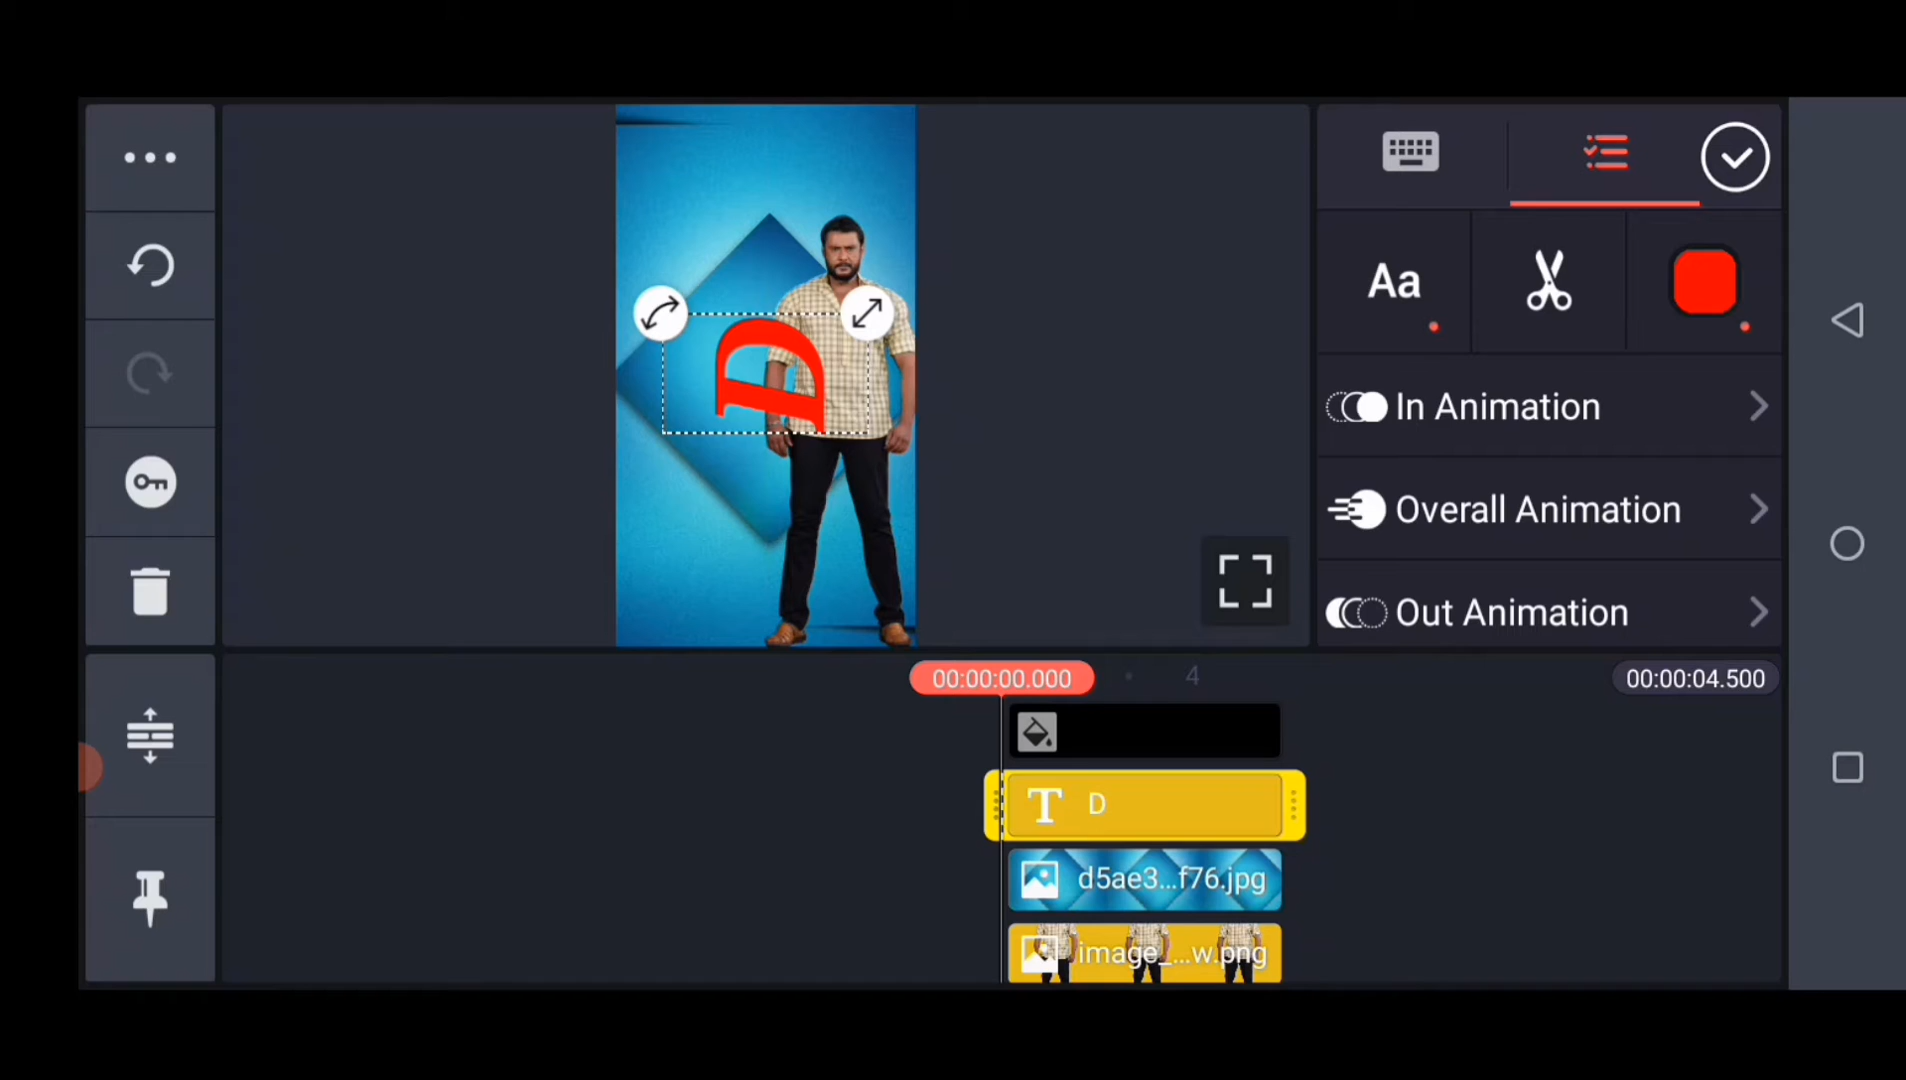 D
Aa
In Animation
Overall Animation
Out Animation
00:00:00.000
4
00:00:04.500
T D
d5ae3...f76.jpg
image_...w.png